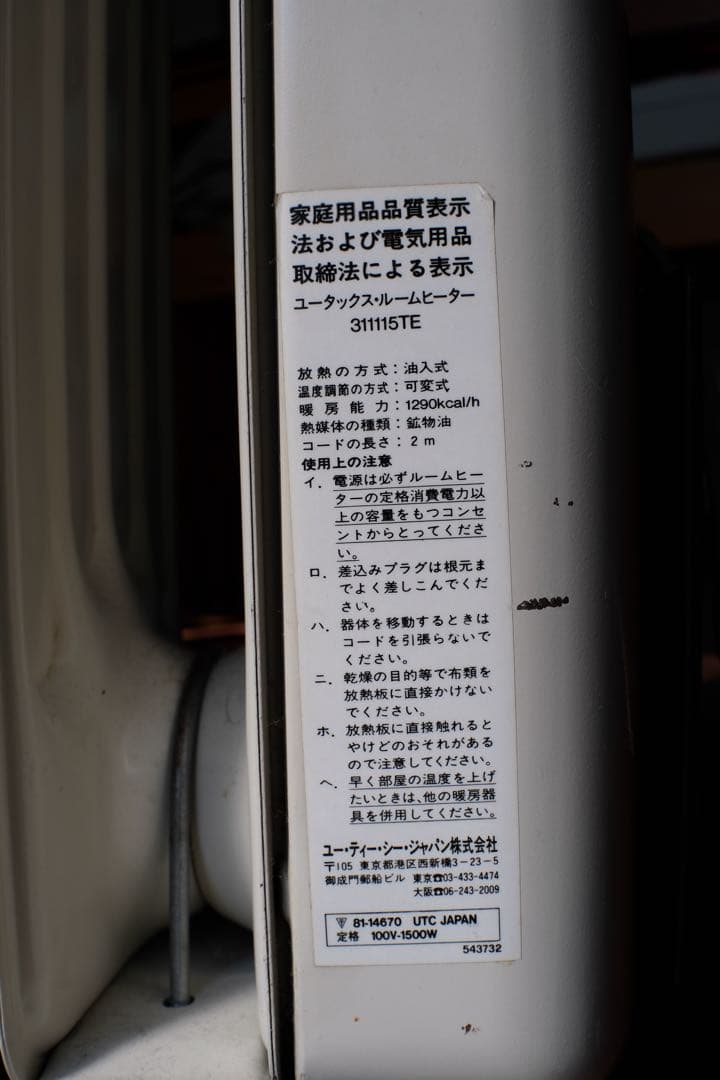 家庭用品品質表示
法および電気用品
取締法による表示
ユータックス・ルームヒーター
311115TE
放熱の方式：油入式
温度調節の方式：可変式
暖房能力：1290kcal/h
熱媒体の種類：鉱物油
コードの長さ：2m
使用上の注意
イ．電源は必ずルームヒー
ターの定格消費電力以
上の容量をもつコンセ
ントからとってくださ
い。
ロ．差込みプラグは根元ま
でよく差しこんでくだ
さい。
ハ．器体を移動するときは
コードを引張らないで
ください。
ニ．乾燥の目的等で布類を
放熱板に直接かけない
でください。
ホ．放熱板に直接触れると
やけどのおそれがある
ので注意してください。
ヘ．早く部屋の温度を上げ
たいときは、他の暖房器
具を併用してください。
ユー・ティー・シー・ジャパン株式会社
〒105 東京都港区西新橋3-23-5
御成門郵船ビル 東京☎03-433-4474
大阪☎06-243-2009
81-14670 UTC JAPAN
定格 100V-1500W
543732